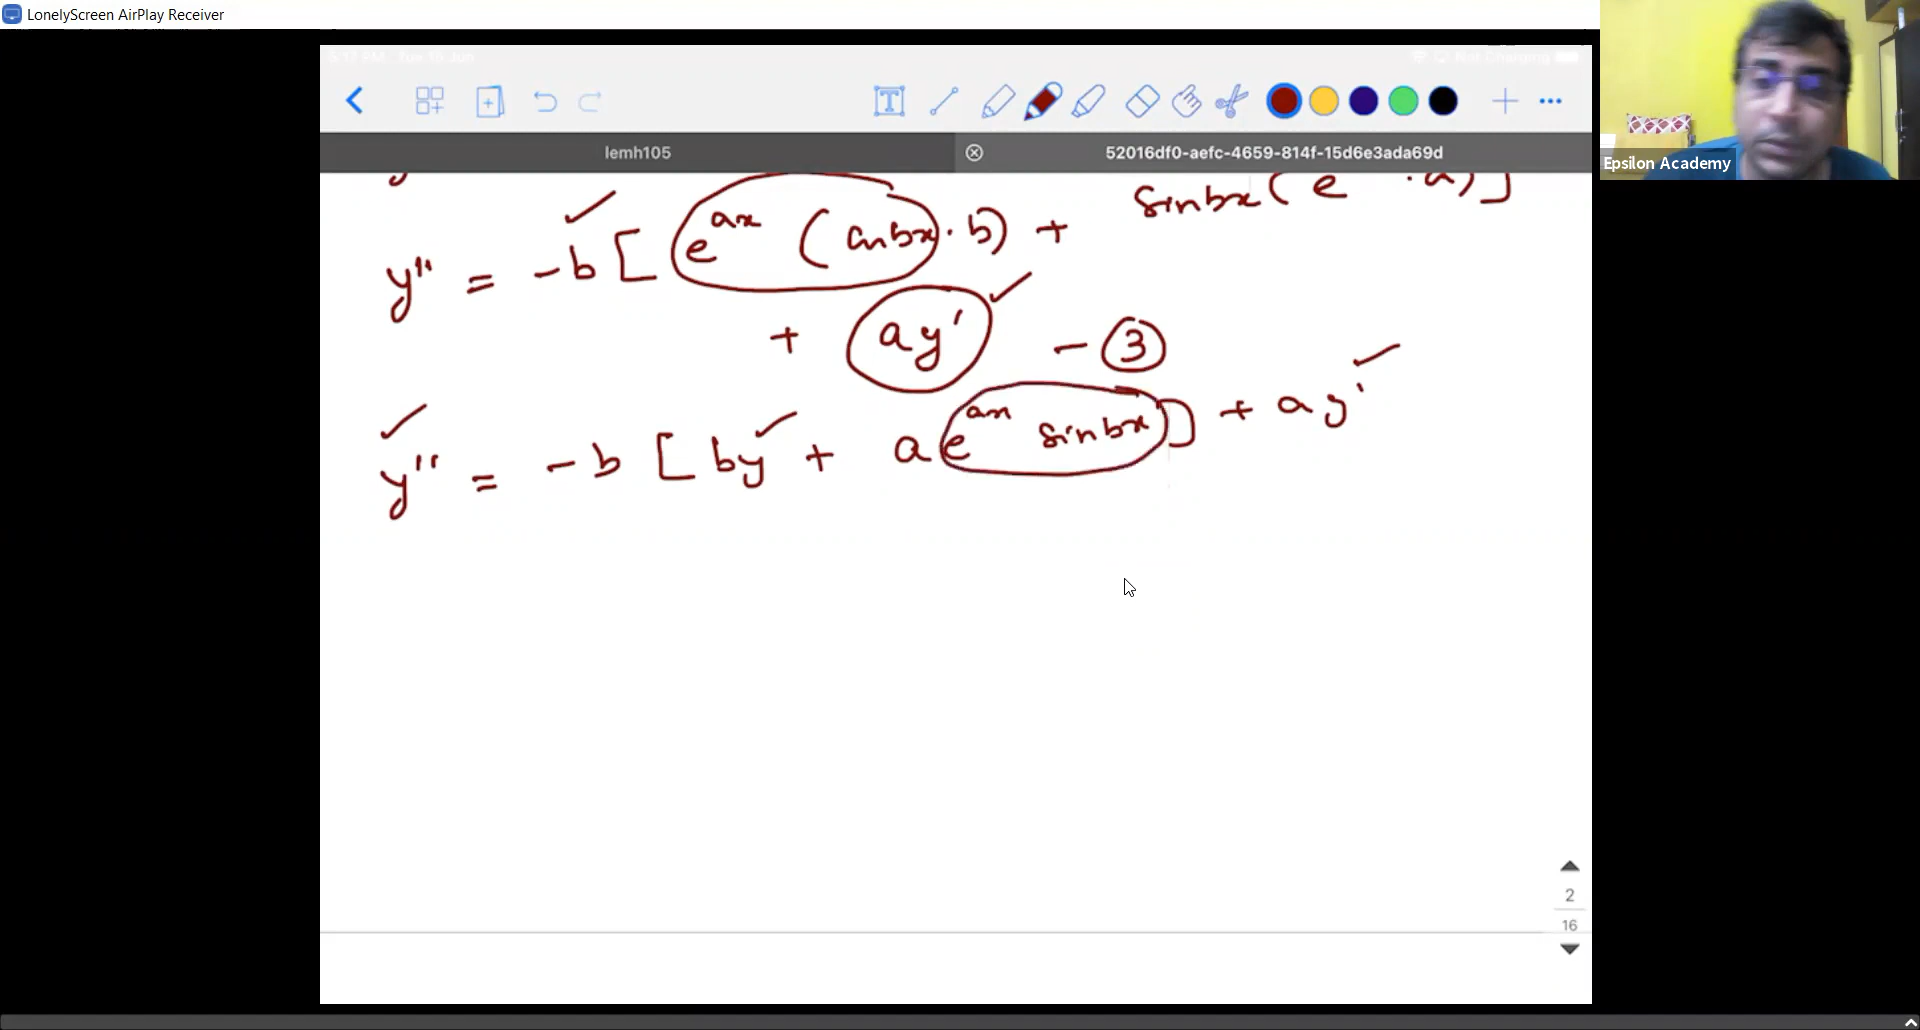 LonelyScreen AirPlay Receiver
lemh105
52016df0-aefc-4659-814f-15d6e3ada69d
Epsilon Academy
sinbx(e · a)]
y'' = -b[e^ax (cosbx · b) +
+ ay' - ③
y'' = -b [by + a e^ax sinbx] + ay'
2
16